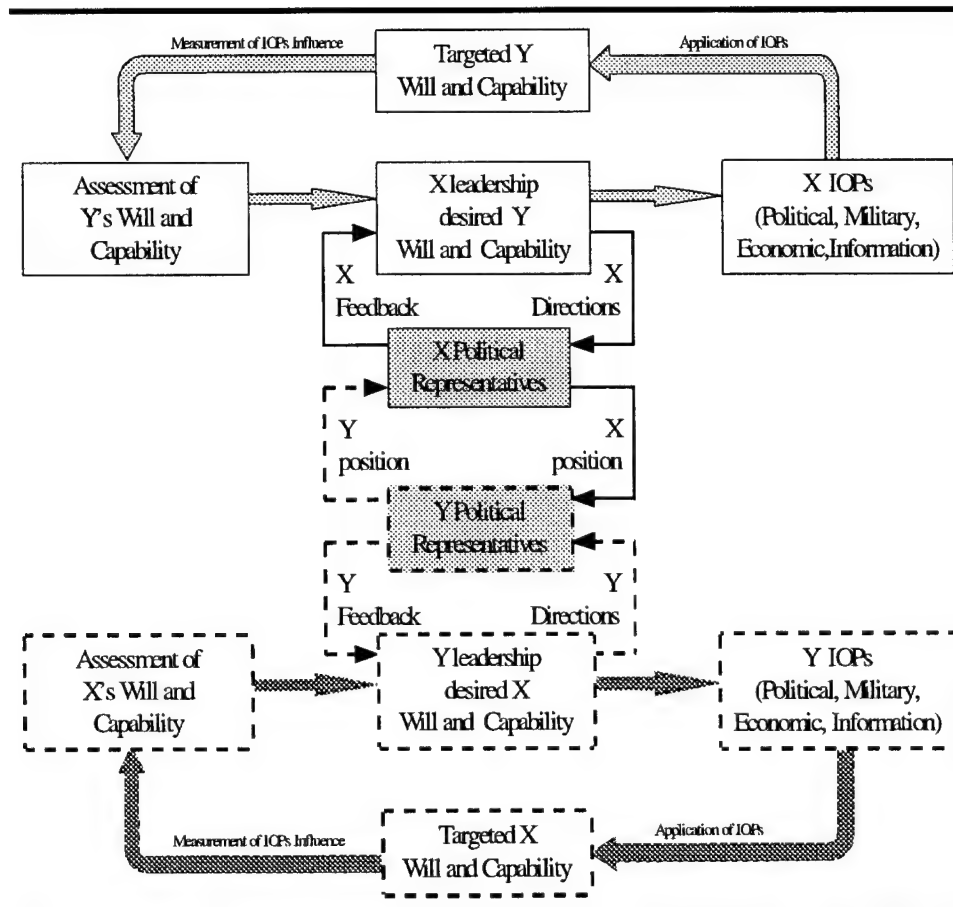 Measurement of IOPs Influence
Application of IOPs
Targeted Y
Will and Capability
Assessment of
Y's Will and
Capability
X leadership
desired Y
Will and Capability
X IOPs
(Political, Military,
Economic,Information)
X
Feedback
X
Directions
X Political
Representatives
Y
position
X
position
Y Political
Representatives
Y
Feedback
Y
Directions
Assessment of
X's Will and
Capability
Y leadership
desired X
Will and Capability
Y IOPs
(Political, Military,
Economic, Information)
Measurement of IOPs Influence
Targeted X
Will and Capability
Application of IOPs